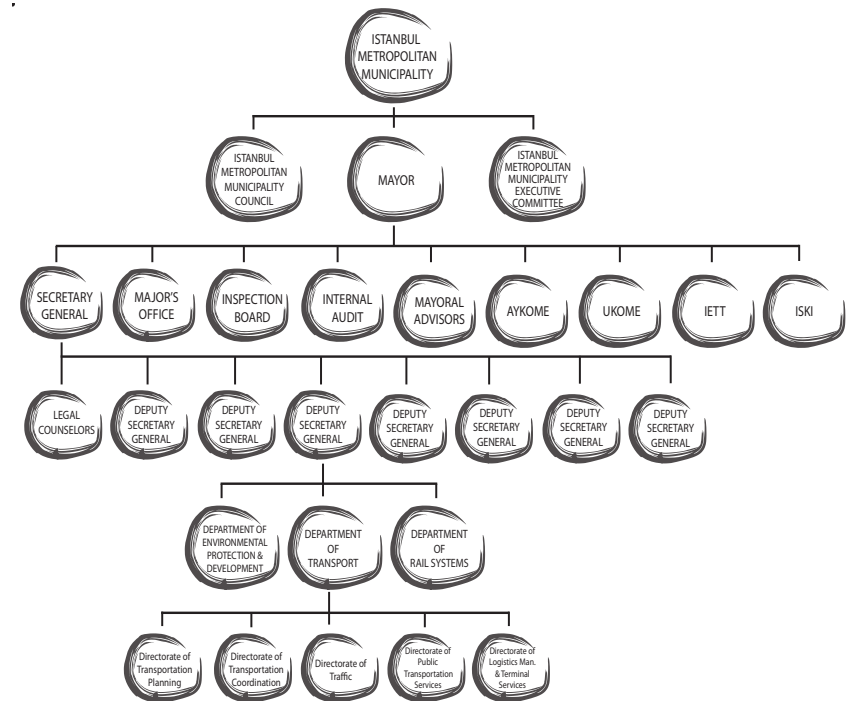 ISTANBUL
METROPOLITAN
MUNICIPALITY
ISTANBUL
METROPOLITAN
MUNICIPALITY
COUNCIL
MAYOR
ISTANBUL
METROPOLITAN
MUNICIPALITY
EXECUTIVE
COMMITTEE
SECRETARY
GENERAL
MAJOR'S
OFFICE
INSPECTION
BOARD
INTERNAL
AUDIT
MAYORAL
ADVISORS
AYKOME
UKOME
IETT
ISKI
LEGAL
COUNSELORS
DEPUTY
SECRETARY
GENERAL
DEPUTY
SECRETARY
GENERAL
DEPUTY
SECRETARY
GENERAL
DEPUTY
SECRETARY
GENERAL
DEPUTY
SECRETARY
GENERAL
DEPUTY
SECRETARY
GENERAL
DEPUTY
SECRETARY
GENERAL
DEPARTMENT OF
ENVIRONMENTAL
PROTECTION &
DEVELOPMENT
DEPARTMENT
OF
TRANSPORT
DEPARTMENT
OF
RAIL SYSTEMS
Directorate of
Transportation
Planning
Directorate of
Transportation
Coordination
Directorate of
Traffic
Directorate of
Public
Transportation
Services
Directorate of
Logistics Man.
& Terminal
Services